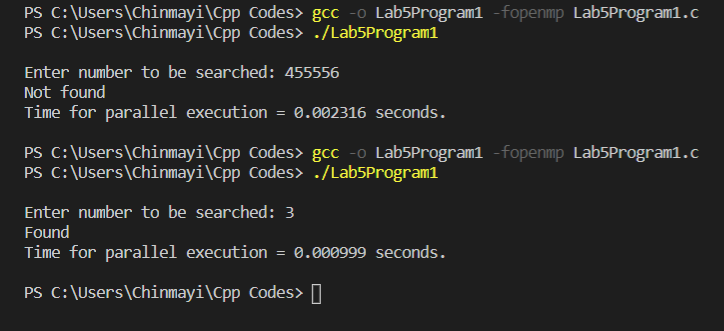 PS C:\Users\Chinmayi\Cpp Codes> gcc -o Lab5Program1 -fopenmp Lab5Program1.c
PS C:\Users\Chinmayi\Cpp Codes> ./Lab5Program1
Enter number to be searched: 455556
Not found
Time for parallel execution = 0.002316 seconds.
PS C:\Users\Chinmayi\Cpp Codes> gcc -o Lab5Program1 -fopenmp Lab5Program1.c
PS C:\Users\Chinmayi\Cpp Codes> ./Lab5Program1
Enter number to be searched: 3
Found
Time for parallel execution = 0.000999 seconds.
PS C:\Users\Chinmayi\Cpp Codes>